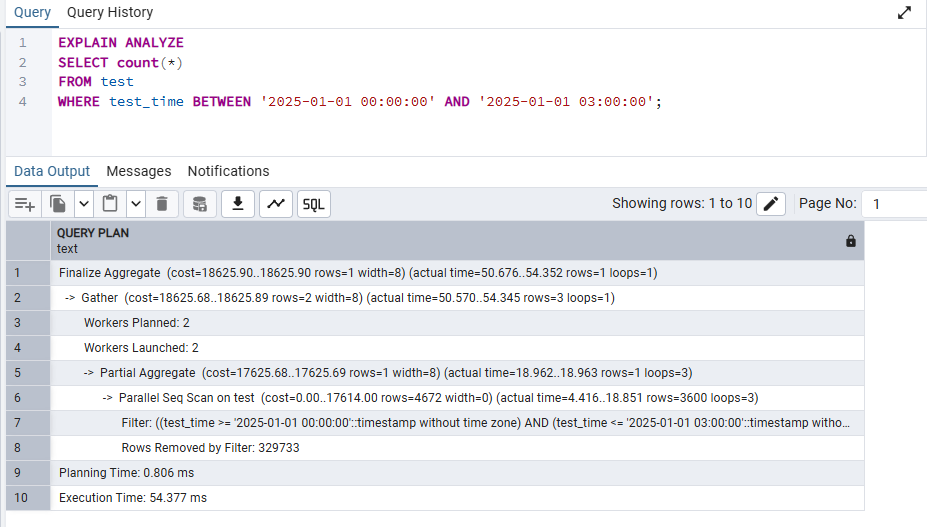 Query Query History
1 EXPLAIN ANALYZE
2 SELECT count(*)
3 FROM test
4 WHERE test_time BETWEEN '2025-01-01 00:00:00' AND '2025-01-01 03:00:00';
Data Output Messages Notifications
SQL Showing rows: 1 to 10 Page No: 1
QUERY PLAN
text
1 Finalize Aggregate (cost=18625.90..18625.90 rows=1 width=8) (actual time=50.676..54.352 rows=1 loops=1)
2 -> Gather (cost=18625.68..18625.89 rows=2 width=8) (actual time=50.570..54.345 rows=3 loops=1)
3 Workers Planned: 2
4 Workers Launched: 2
5 -> Partial Aggregate (cost=17625.68..17625.69 rows=1 width=8) (actual time=18.962..18.963 rows=1 loops=3)
6 -> Parallel Seq Scan on test (cost=0.00..17614.00 rows=4672 width=0) (actual time=4.416..18.851 rows=3600 loops=3)
7 Filter: ((test_time >= '2025-01-01 00:00:00'::timestamp without time zone) AND (test_time <= '2025-01-01 03:00:00'::timestamp witho...
8 Rows Removed by Filter: 329733
9 Planning Time: 0.806 ms
10 Execution Time: 54.377 ms